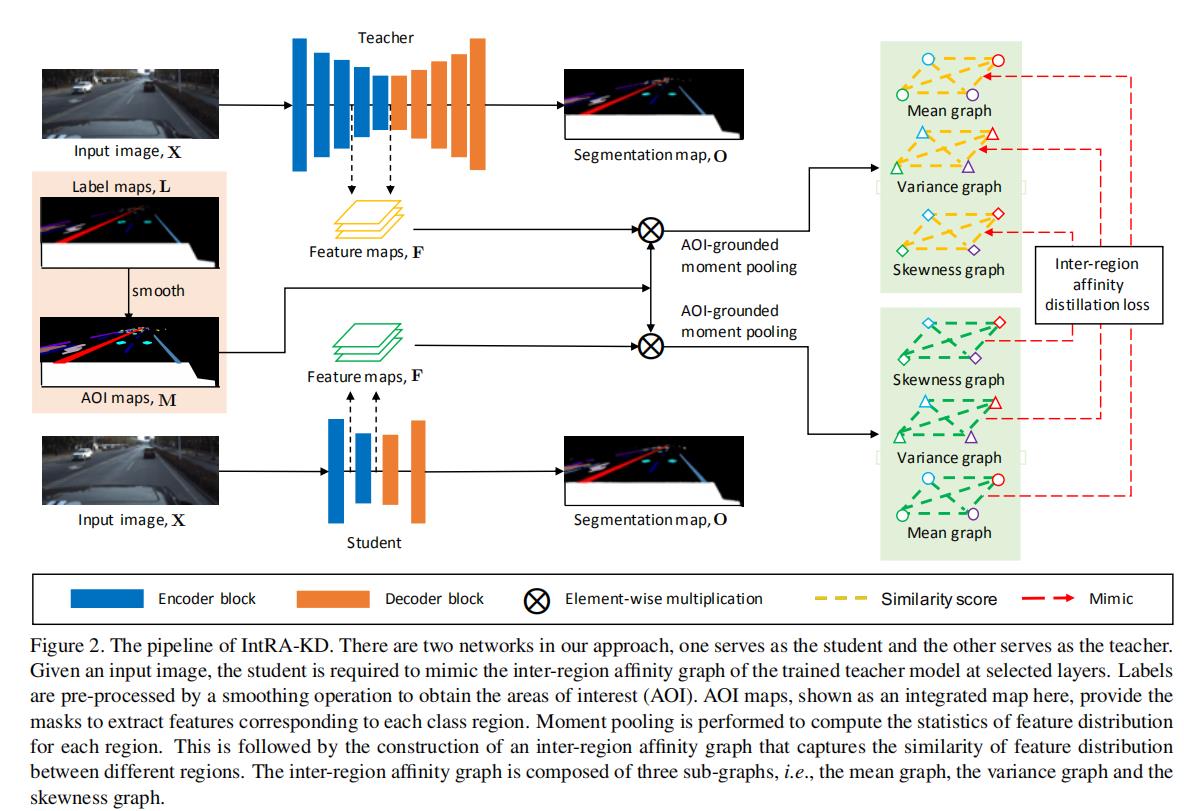 Teacher
Input image, X
Segmentation map, O
Label maps, L
smooth
AOI maps, M
Feature maps, F
AOI-grounded
moment pooling
AOI-grounded
moment pooling
Feature maps, F
Input image, X
Student
Segmentation map, O
Mean graph
Variance graph
Skewness graph
Inter-region
affinity
distillation loss
Skewness graph
Variance graph
Mean graph
Encoder block
Decoder block
Element-wise multiplication
Similarity score
Mimic
Figure 2. The pipeline of IntRA-KD. There are two networks in our approach, one serves as the student and the other serves as the teacher.
Given an input image, the student is required to mimic the inter-region affinity graph of the trained teacher model at selected layers. Labels
are pre-processed by a smoothing operation to obtain the areas of interest (AOI). AOI maps, shown as an integrated map here, provide the
masks to extract features corresponding to each class region. Moment pooling is performed to compute the statistics of feature distribution
for each region. This is followed by the construction of an inter-region affinity graph that captures the similarity of feature distribution
between different regions. The inter-region affinity graph is composed of three sub-graphs, i.e., the mean graph, the variance graph and the
skewness graph.